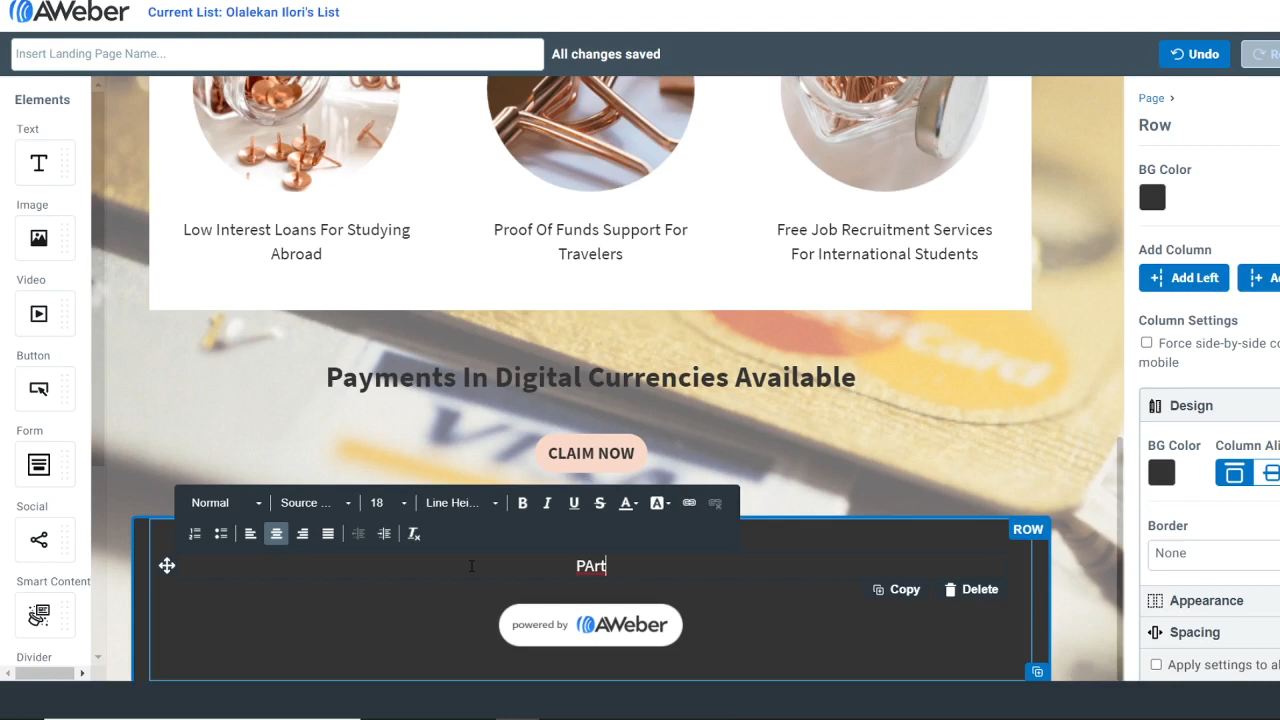 AWeber
Current List: Olalekan Ilori's List
Insert Landing Page Name...
All changes saved
Undo
Elements
Text
Image
Video
Button
Form
Social
Smart Content
Divider
Low Interest Loans For Studying
Abroad
Proof Of Funds Support For
Travelers
Free Job Recruitment Services
For International Students
Payments In Digital Currencies Available
VISA
MasterCard
CLAIM NOW
Normal
Source ...
18
Line Hei...
B I U S A A
ROW
PArt
Copy
Delete
powered by AWeber
Page >
Row
BG Color
Add Column
Add Left
Column Settings
Force side-by-side co
mobile
Design
BG Color
Column Ali
Border
None
Appearance
Spacing
Apply settings to al